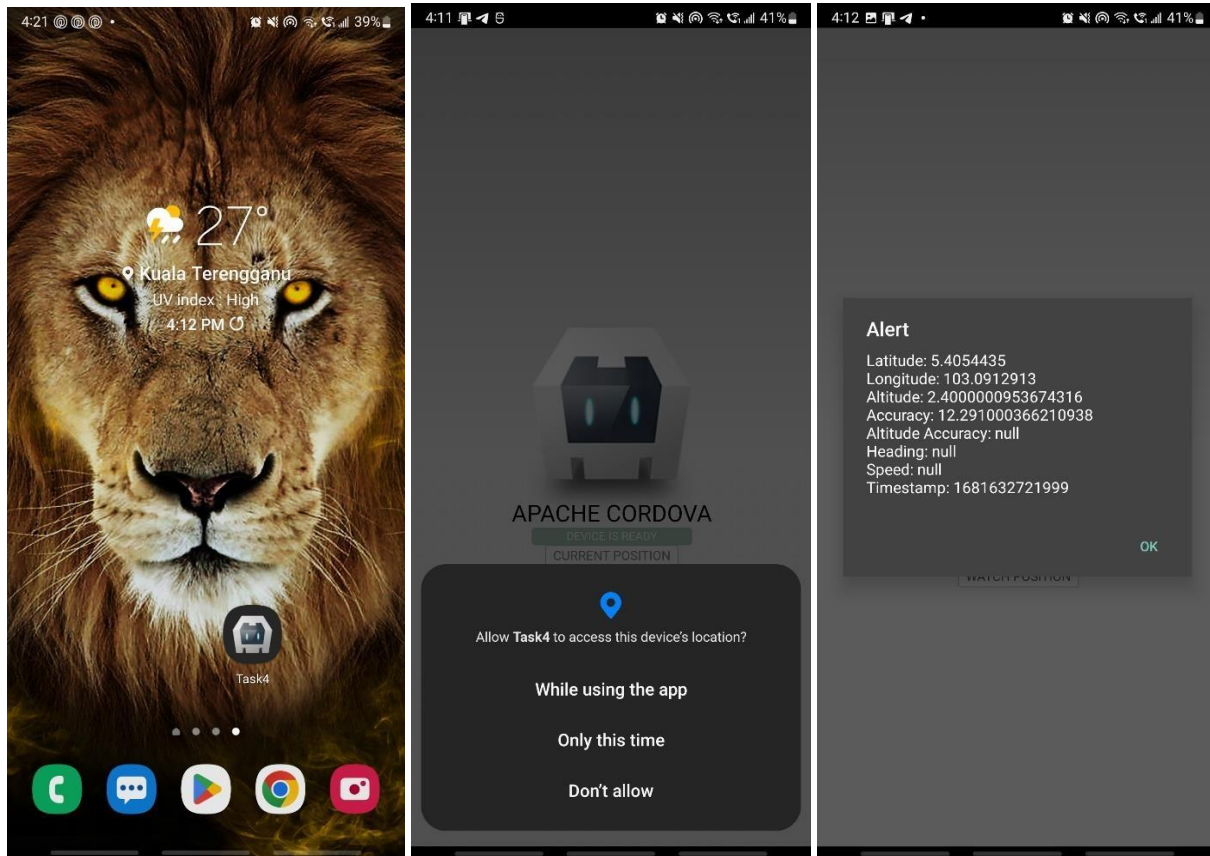 4:21
39%
27°
Kuala Terengganu
UV index : High
4:12 PM
Task4
4:11
41%
APACHE CORDOVA
DEVICE IS READY
CURRENT POSITION
Allow Task4 to access this device's location?
While using the app
Only this time
Don't allow
4:12
41%
Alert
Latitude: 5.4054435
Longitude: 103.0912913
Altitude: 2.4000000953674316
Accuracy: 12.291000366210938
Altitude Accuracy: null
Heading: null
Speed: null
Timestamp: 1681632721999
OK
WATCH POSITION